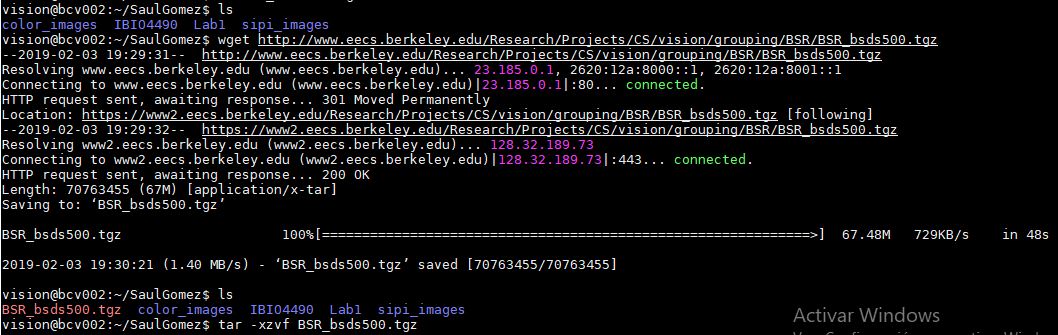 vision@bcv002:~/SaulGomez$ ls
color_images  IBIO4490  Lab1  sipi_images
vision@bcv002:~/SaulGomez$ wget http://www.eecs.berkeley.edu/Research/Projects/CS/vision/grouping/BSR/BSR_bsds500.tgz
--2019-02-03 19:29:31--  http://www.eecs.berkeley.edu/Research/Projects/CS/vision/grouping/BSR/BSR_bsds500.tgz
Resolving www.eecs.berkeley.edu (www.eecs.berkeley.edu)... 23.185.0.1, 2620:12a:8000::1, 2620:12a:8001::1
Connecting to www.eecs.berkeley.edu (www.eecs.berkeley.edu)|23.185.0.1|:80... connected.
HTTP request sent, awaiting response... 301 Moved Permanently
Location: https://www2.eecs.berkeley.edu/Research/Projects/CS/vision/grouping/BSR/BSR_bsds500.tgz [following]
--2019-02-03 19:29:32--  https://www2.eecs.berkeley.edu/Research/Projects/CS/vision/grouping/BSR/BSR_bsds500.tgz
Resolving www2.eecs.berkeley.edu (www2.eecs.berkeley.edu)... 128.32.189.73
Connecting to www2.eecs.berkeley.edu (www2.eecs.berkeley.edu)|128.32.189.73|:443... connected.
HTTP request sent, awaiting response... 200 OK
Length: 70763455 (67M) [application/x-tar]
Saving to: ‘BSR_bsds500.tgz’
BSR_bsds500.tgz 100%[=============================================================>] 67.48M 729KB/s in 48s
2019-02-03 19:30:21 (1.40 MB/s) - ‘BSR_bsds500.tgz’ saved [70763455/70763455]
vision@bcv002:~/SaulGomez$ ls
BSR_bsds500.tgz  color_images  IBIO4490  Lab1  sipi_images
vision@bcv002:~/SaulGomez$ tar -xzvf BSR_bsds500.tgz
Activar Windows